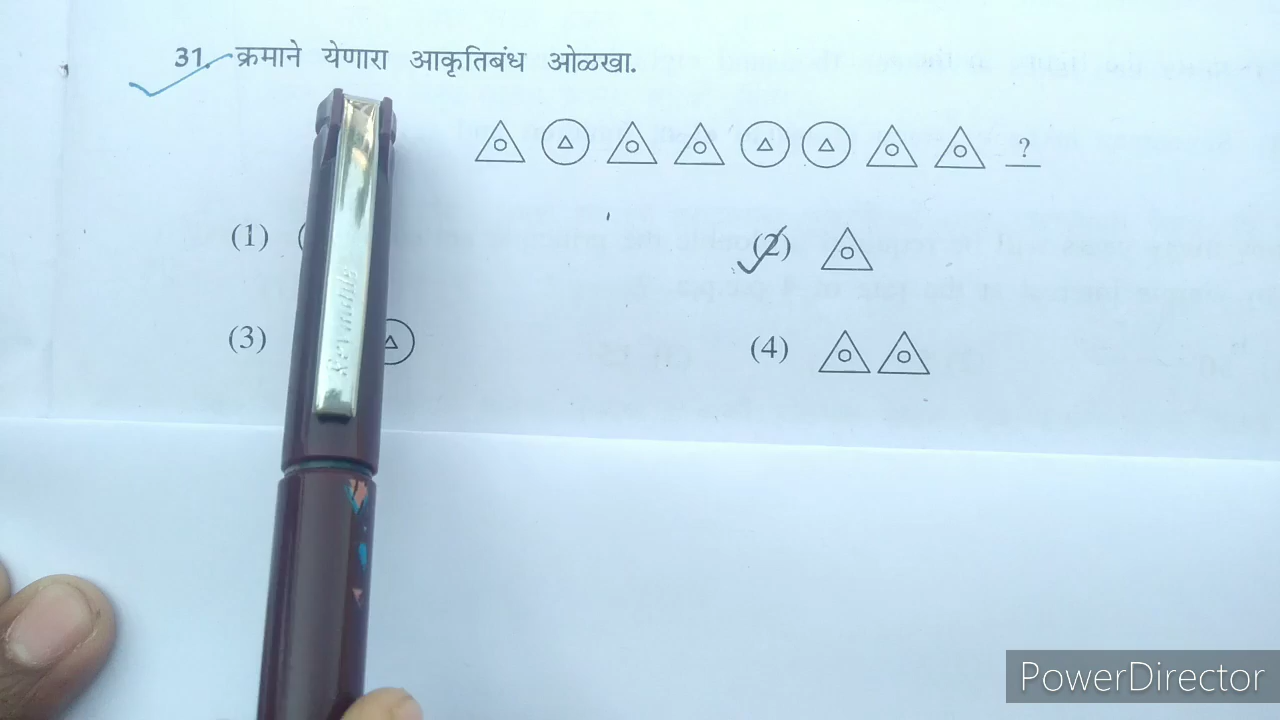 31. क्रमाने येणारा आकृतिबंध ओळखा.
?
(1) (2)
(3) (4)
PowerDirector